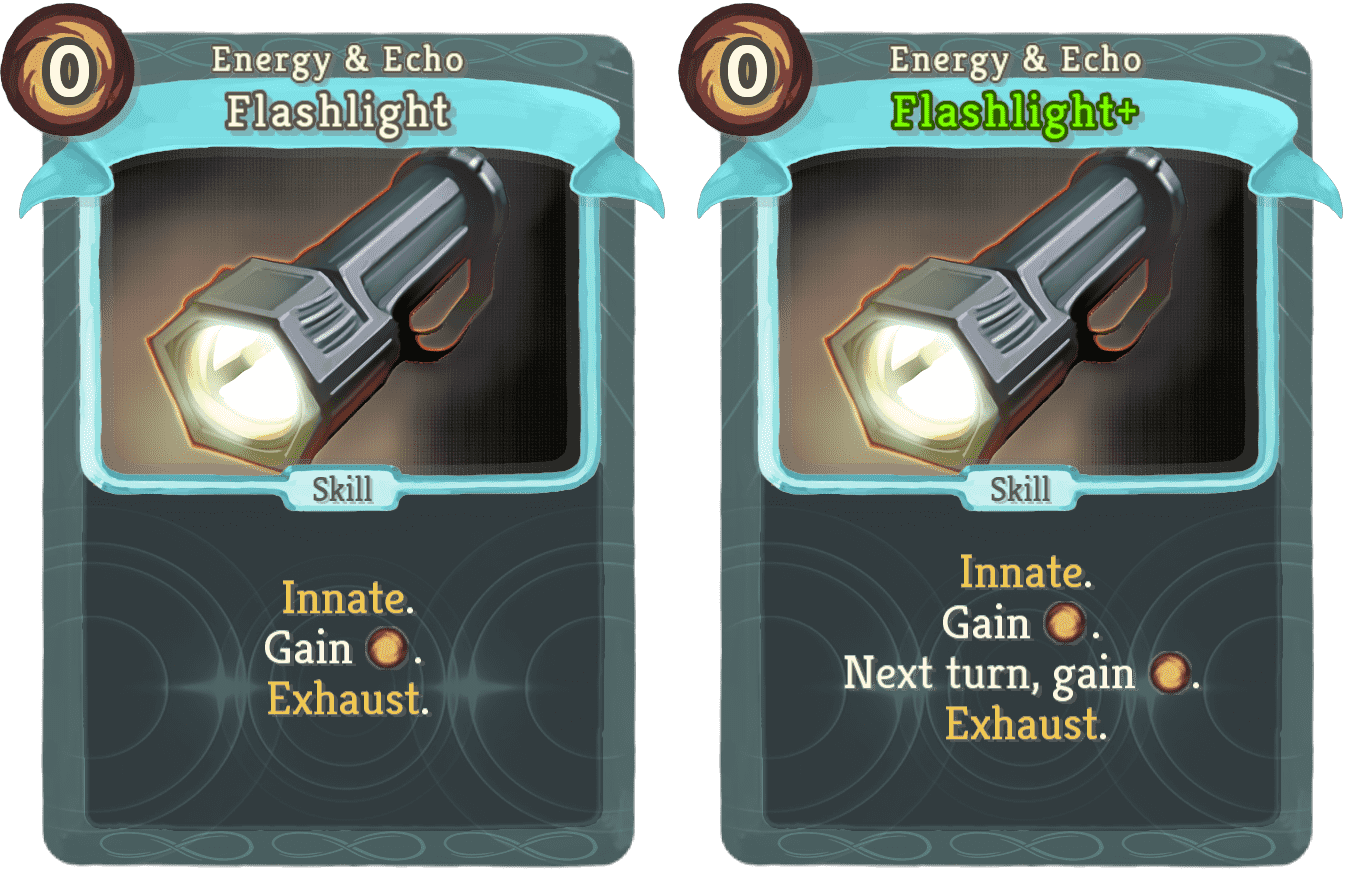 0
Energy & Echo
Flashlight
Skill
Innate.
Gain .
Exhaust.
0
Energy & Echo
Flashlight+
Skill
Innate.
Gain .
Next turn, gain .
Exhaust.